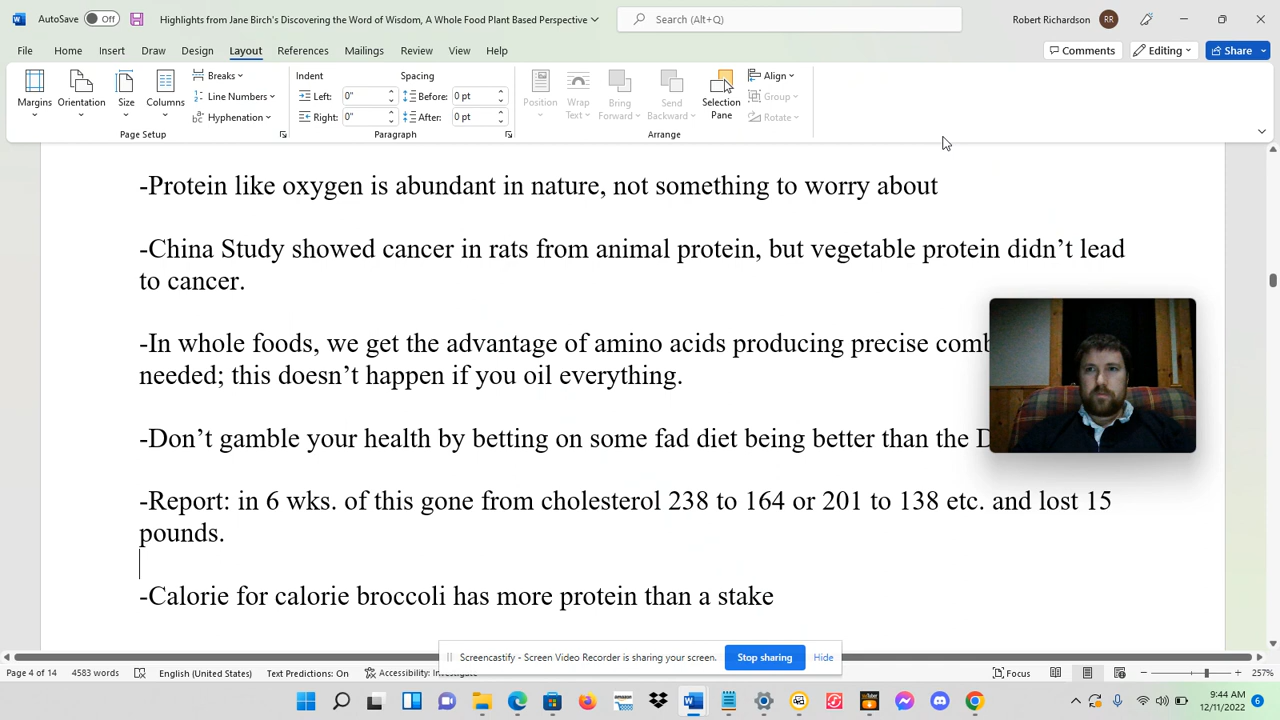 AutoSave Off Highlights from Jane Birch's Discovering the Word of Wisdom, A Whole Food Plant Based Perspective Search (Alt+Q) Robert Richardson RR
File Home Insert Draw Design Layout References Mailings Review View Help Comments Editing Share
Margins Orientation Size Columns Breaks Line Numbers Hyphenation
Page Setup
Indent Spacing
Left: 0" Before: 0 pt
Right: 0" After: 0 pt
Paragraph
Position Wrap Text Bring Forward Send Backward Selection Pane Align Group Rotate
Arrange
-Protein like oxygen is abundant in nature, not something to worry about
-China Study showed cancer in rats from animal protein, but vegetable protein didn’t lead
to cancer.
-In whole foods, we get the advantage of amino acids producing precise
needed; this doesn’t happen if you oil everything.
-Don’t gamble your health by betting on some fad diet being better than the
-Report: in 6 wks. of this gone from cholesterol 238 to 164 or 201 to 138 etc. and lost 15
pounds.
-Calorie for calorie broccoli has more protein than a stake
Screencastify - Screen Video Recorder is sharing your screen. Stop sharing Hide
Page 4 of 14 4583 words English (United States) Text Predictions: On Accessibility: Investigate Focus 257%
9:44 AM
12/11/2022 6